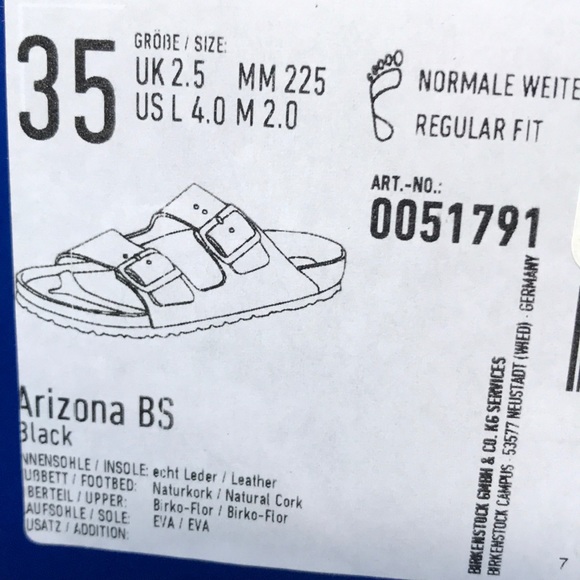 35
GRÖßE / SIZE:
UK 2.5 MM 225
US L 4.0 M 2.0
NORMALE WEITE
REGULAR FIT
ART.-NO.:
0051791
Arizona BS
Black
NNENSOHLE / INSOLE: echt Leder / Leather
UßBETT / FOOTBED: Naturkork / Natural Cork
BERTEIL / UPPER: Birko-Flor / Birko-Flor
AUFSOHLE / SOLE: EVA / EVA
USATZ / ADDITION:
BIRKENSTOCK GMBH & CO. KG SERVICES
BIRKENSTOCK CAMPUS · 53577 NEUSTADT (WIED) · GERMANY
7